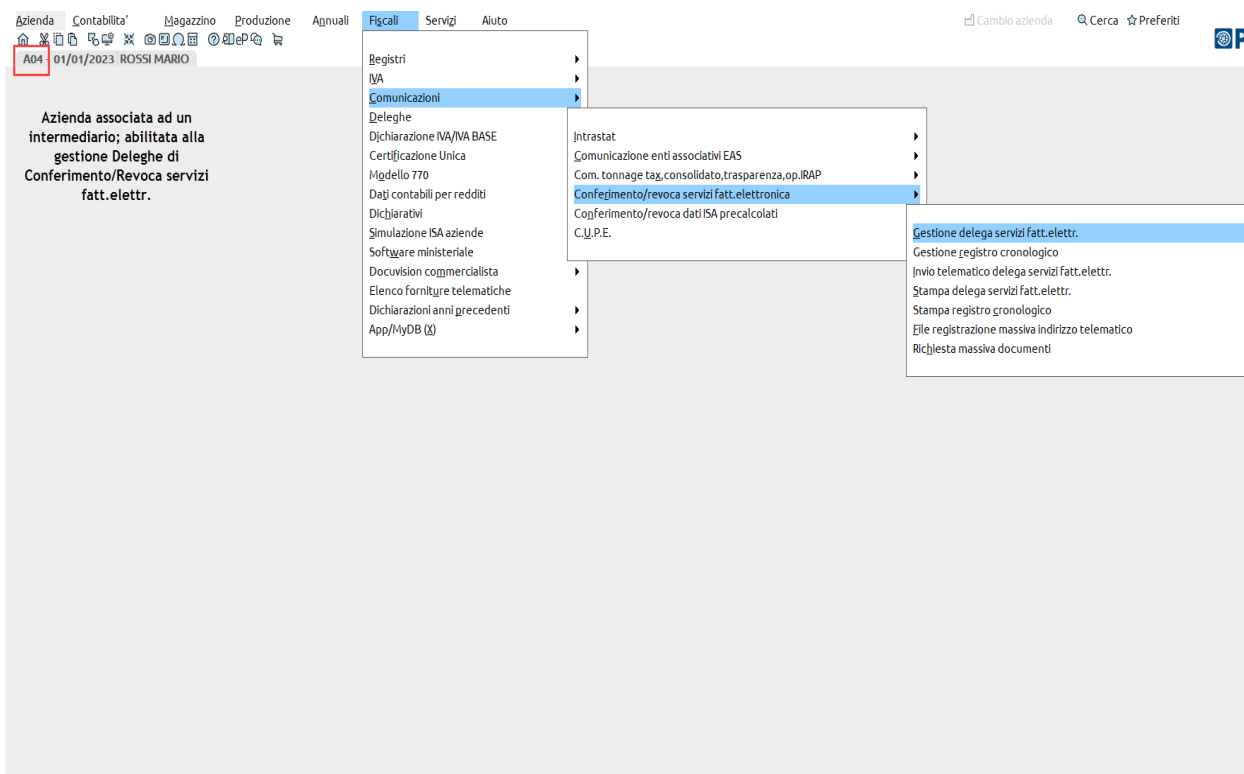 Azienda Contabilita' Magazzino Produzione Annuali Fiscali Servizi Aiuto Cambio azienda Cerca Preferiti
A04 - 01/01/2023 ROSSI MARIO
Azienda associata ad un
intermediario; abilitata alla
gestione Deleghe di
Conferimento/Revoca servizi
fatt.elettr.
Registri
IVA
Comunicazioni
Deleghe
Dichiarazione IVA/IVA BASE
Certificazione Unica
Modello 770
Dati contabili per redditi
Dichiarativi
Simulazione ISA aziende
Software ministeriale
Docuvision commercialista
Elenco forniture telematiche
Dichiarazioni anni precedenti
App/MyDB (X)
Intrastat
Comunicazione enti associativi EAS
Com. tonnage tax,consolidato,trasparenza,op.IRAP
Conferimento/revoca servizi fatt.elettronica
Conferimento/revoca dati ISA precalcolati
C.U.P.E.
Gestione delega servizi fatt.elettr.
Gestione registro cronologico
Invio telematico delega servizi fatt.elettr.
Stampa delega servizi fatt.elettr.
Stampa registro cronologico
File registrazione massiva indirizzo telematico
Richiesta massiva documenti